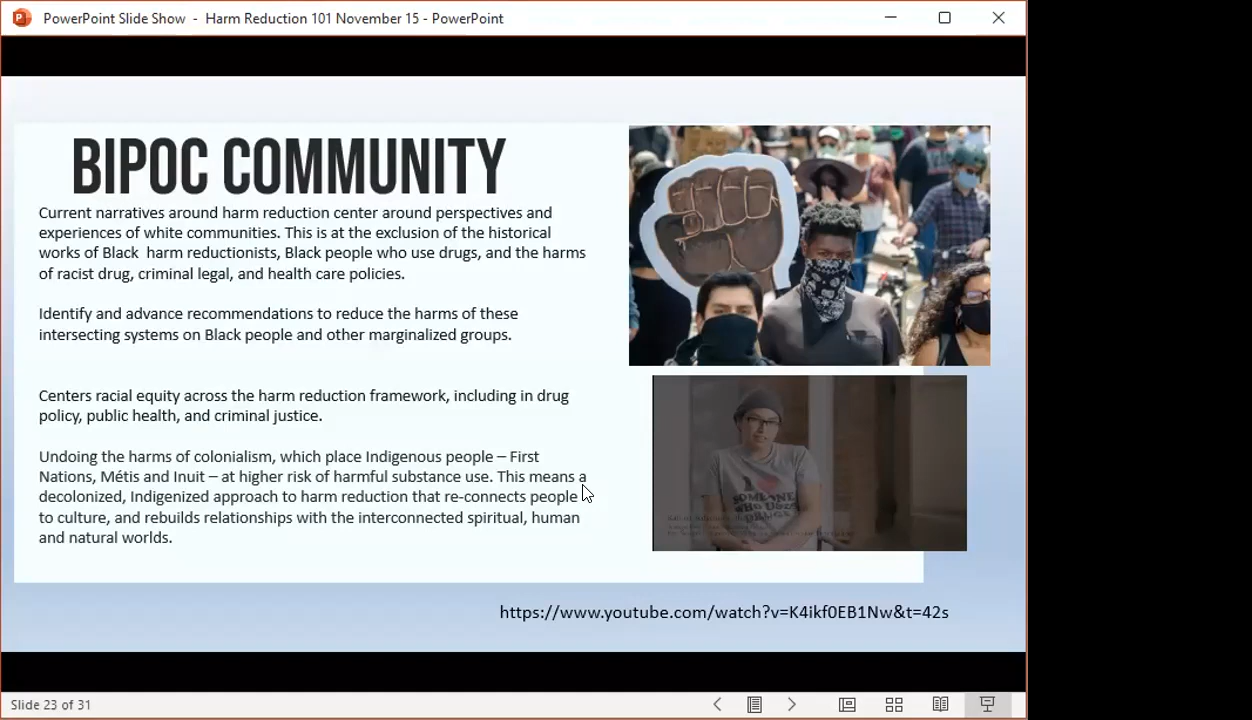 PowerPoint Slide Show - Harm Reduction 101 November 15 - PowerPoint
BIPOC COMMUNITY
Current narratives around harm reduction center around perspectives and
experiences of white communities. This is at the exclusion of the historical
works of Black harm reductionists, Black people who use drugs, and the harms
of racist drug, criminal legal, and health care policies.
Identify and advance recommendations to reduce the harms of these
intersecting systems on Black people and other marginalized groups.
Centers racial equity across the harm reduction framework, including in drug
policy, public health, and criminal justice.
Undoing the harms of colonialism, which place Indigenous people – First
Nations, Métis and Inuit – at higher risk of harmful substance use. This means a
decolonized, Indigenized approach to harm reduction that re-connects people
to culture, and rebuilds relationships with the interconnected spiritual, human
and natural worlds.
I
SOMEONE
WHO USES
DRUGS
https://www.youtube.com/watch?v=K4ikf0EB1Nw&t=42s
Slide 23 of 31